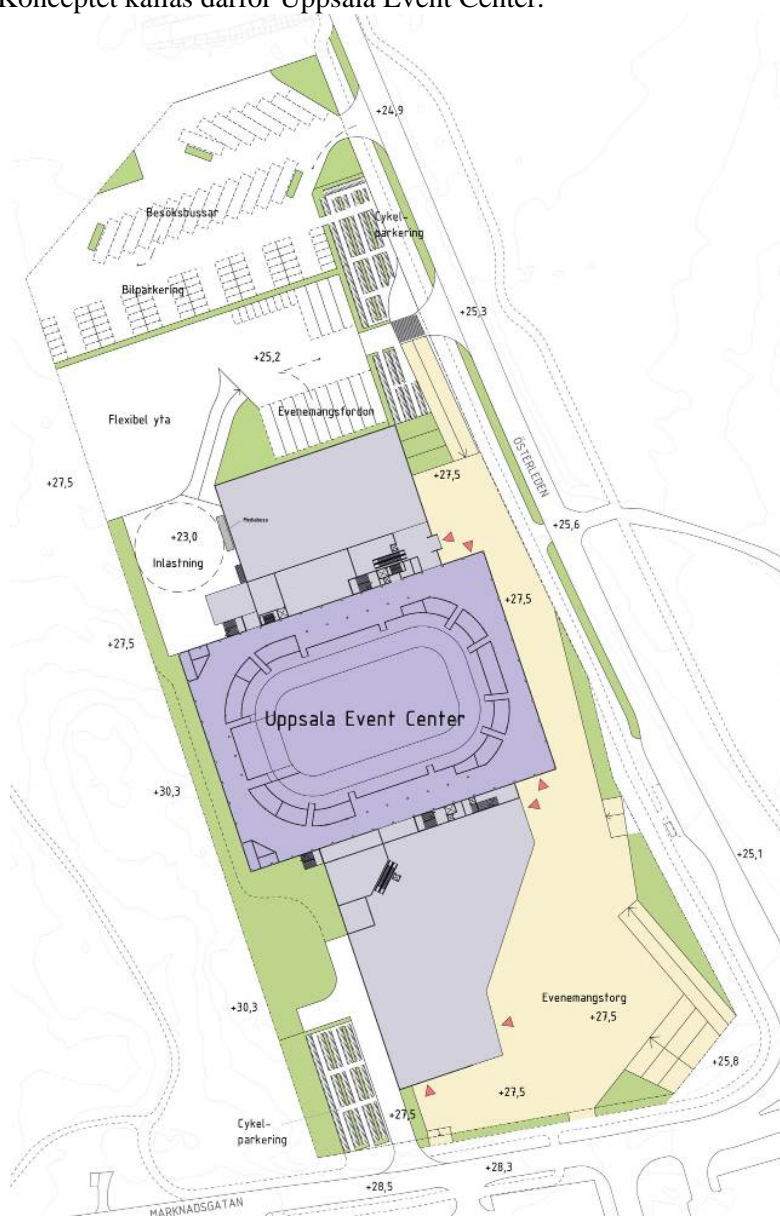 Konceptet kallas därför Uppsala Event Center.
+24,9
Besöksbussar
Cykel-
parkering
Bilparkering
+25,3
+25,2
Evenemangsfordon
Flexibel yta
ÖSTERLEDEN
+27,5
+27,5
+23,0
Inlastning
+25,6
+27,5
+27,5
Uppsala Event Center
+30,3
+25,1
Evenemangstorg
+27,5
+30,3
+25,8
+27,5
+27,5
Cykel-
parkering
+28,3
+28,5
MARKNADSGATAN